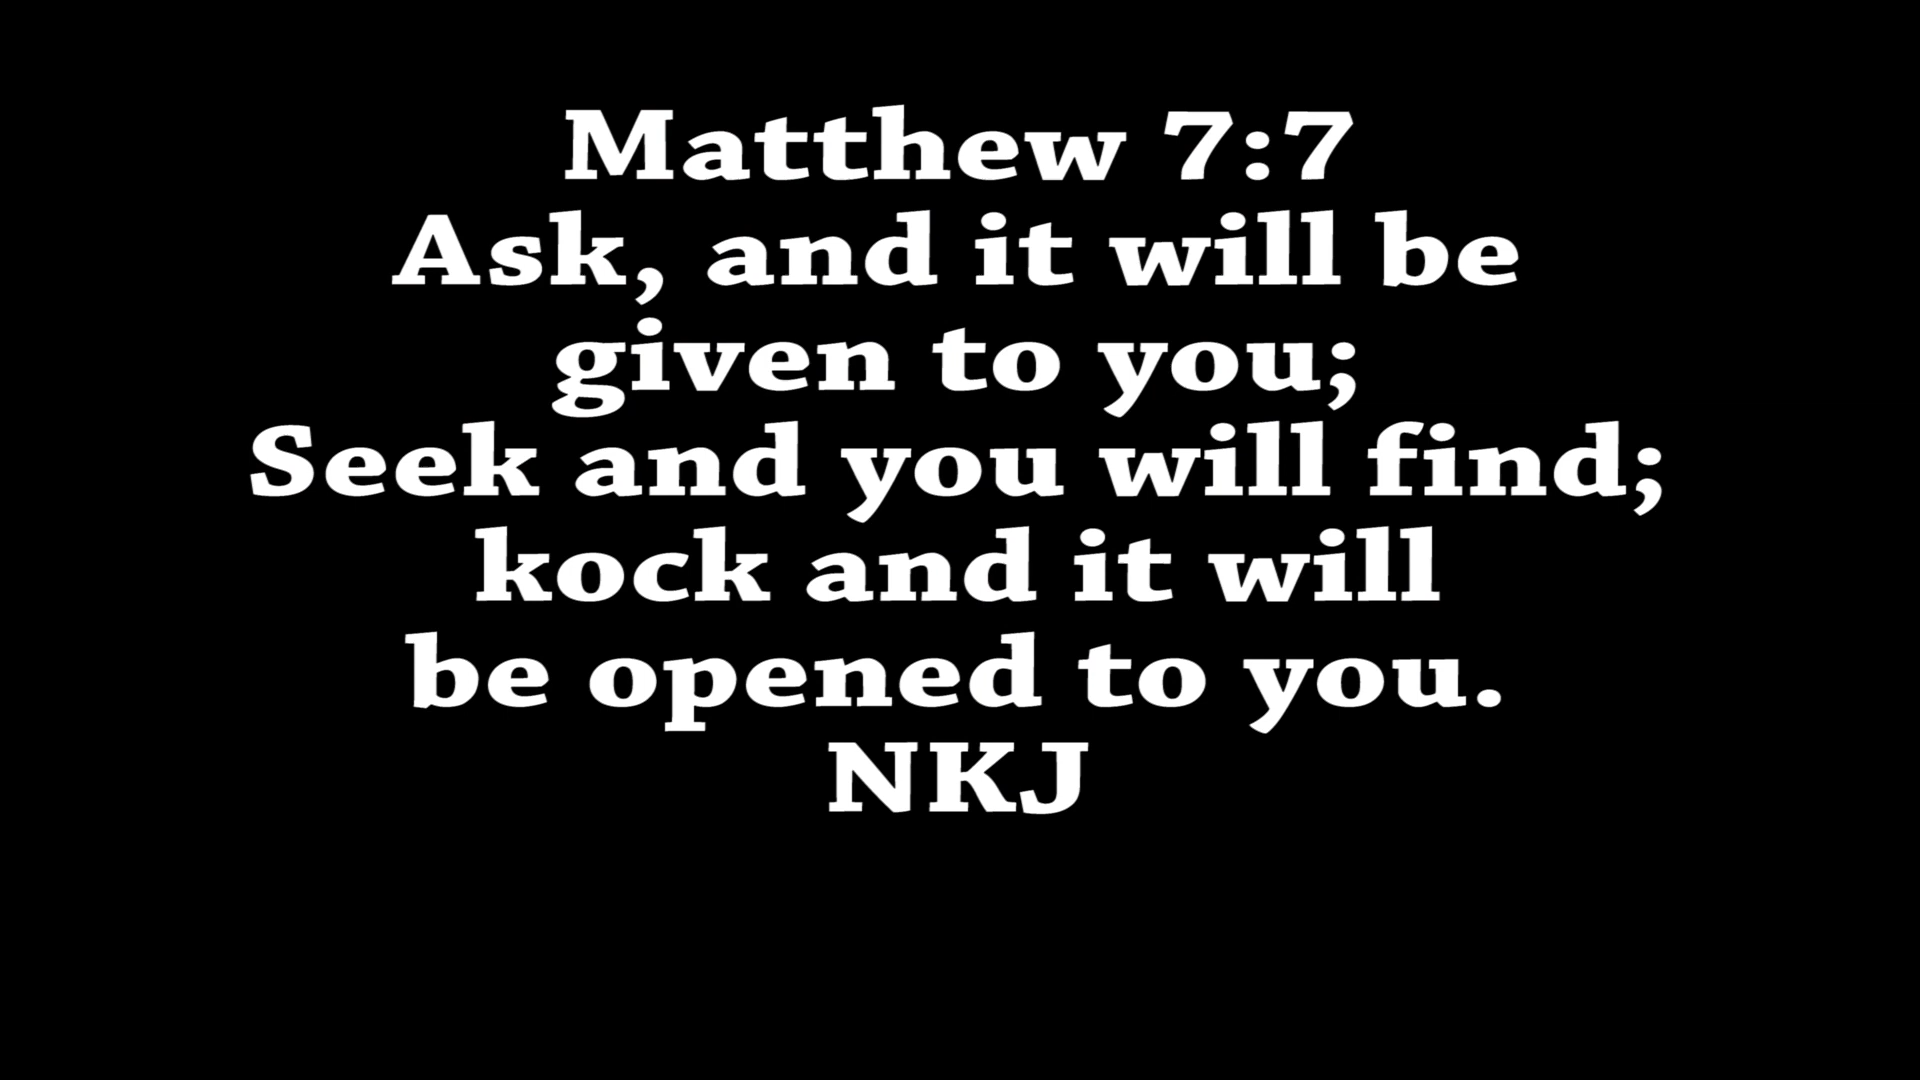 Matthew 7:7
Ask, and it will be
given to you;
Seek and you will find;
kock and it will
be opened to you.
NKJ